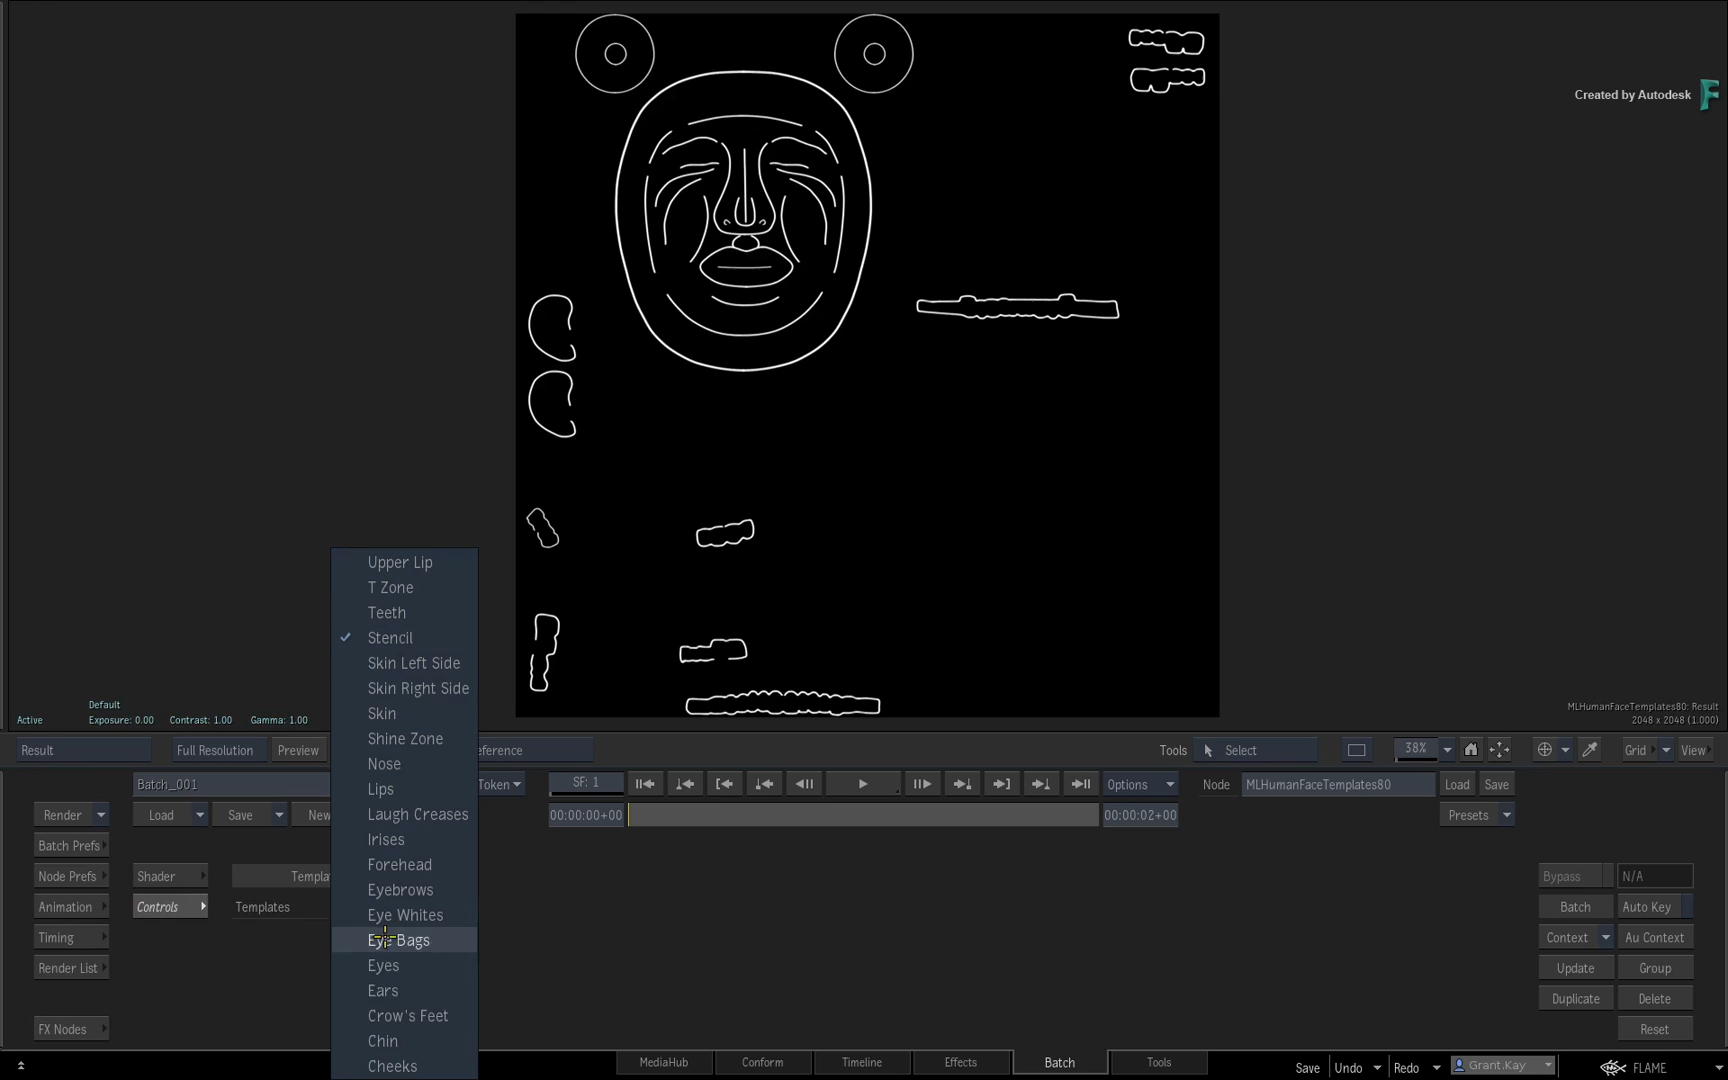 Created by Autodesk
Default
Active
Exposure: 0.00
Contrast: 1.00
Gamma: 1.00
MLHumanFaceTemplates80: Result
2048 x 2048 (1.000)
Result
Full Resolution
Preview
eference
Tools
Select
38%
Grid
View
Batch_001
Token
SF: 1
Options
Node
MLHumanFaceTemplates80
Load
Save
Render
Load
Save
New
00:00:00+00
00:00:02+00
Presets
Batch Prefs
Node Prefs
Shader
Templa
Bypass
N/A
Animation
Controls
Templates
Batch
Auto Key
Timing
Context
Au Context
Render List
Update
Group
Duplicate
Delete
FX Nodes
Reset
Upper Lip
T Zone
Teeth
Stencil
Skin Left Side
Skin Right Side
Skin
Shine Zone
Nose
Lips
Laugh Creases
Irises
Forehead
Eyebrows
Eye Whites
Eye Bags
Eyes
Ears
Crow's Feet
Chin
Cheeks
MediaHub
Conform
Timeline
Effects
Batch
Tools
Save
Undo
Redo
Grant.Kay
FLAME